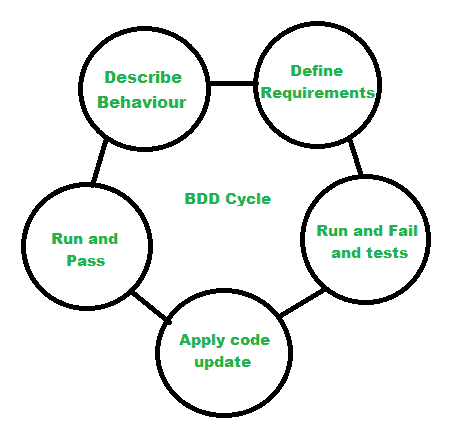 Describe
Behaviour
Define
Requirements
BDD Cycle
Run and Fail
and tests
Apply code
update
Run and
Pass